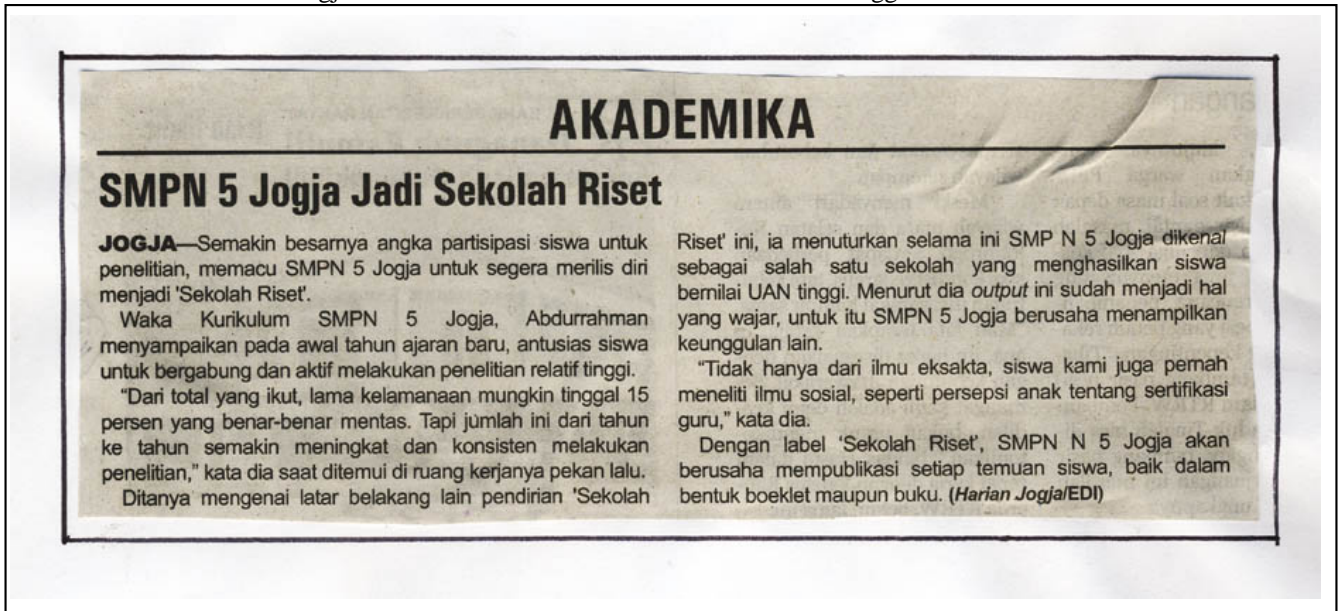 AKADEMIKA
SMPN 5 Jogja Jadi Sekolah Riset
JOGJA—Semakin besarnya angka partisipasi siswa untuk
penelitian, memacu SMPN 5 Jogja untuk segera merilis diri
menjadi 'Sekolah Riset'.
Waka Kurikulum SMPN 5 Jogja, Abdurrahman
menyampaikan pada awal tahun ajaran baru, antusias siswa
untuk bergabung dan aktif melakukan penelitian relatif tinggi.
"Dari total yang ikut, lama kelamanaan mungkin tinggal 15
persen yang benar-benar mentas. Tapi jumlah ini dari tahun
ke tahun semakin meningkat dan konsisten melakukan
penelitian," kata dia saat ditemui di ruang kerjanya pekan lalu.
Ditanya mengenai latar belakang lain pendirian 'Sekolah
Riset' ini, ia menuturkan selama ini SMP N 5 Jogja dikenal
sebagai salah satu sekolah yang menghasilkan siswa
bernilai UAN tinggi. Menurut dia output ini sudah menjadi hal
yang wajar, untuk itu SMPN 5 Jogja berusaha menampilkan
keunggulan lain.
"Tidak hanya dari ilmu eksakta, siswa kami juga pernah
meneliti ilmu sosial, seperti persepsi anak tentang sertifikasi
guru," kata dia.
Dengan label 'Sekolah Riset', SMPN N 5 Jogja akan
berusaha mempublikasi setiap temuan siswa, baik dalam
bentuk boeklet maupun buku. (Harian Jogja/EDI)